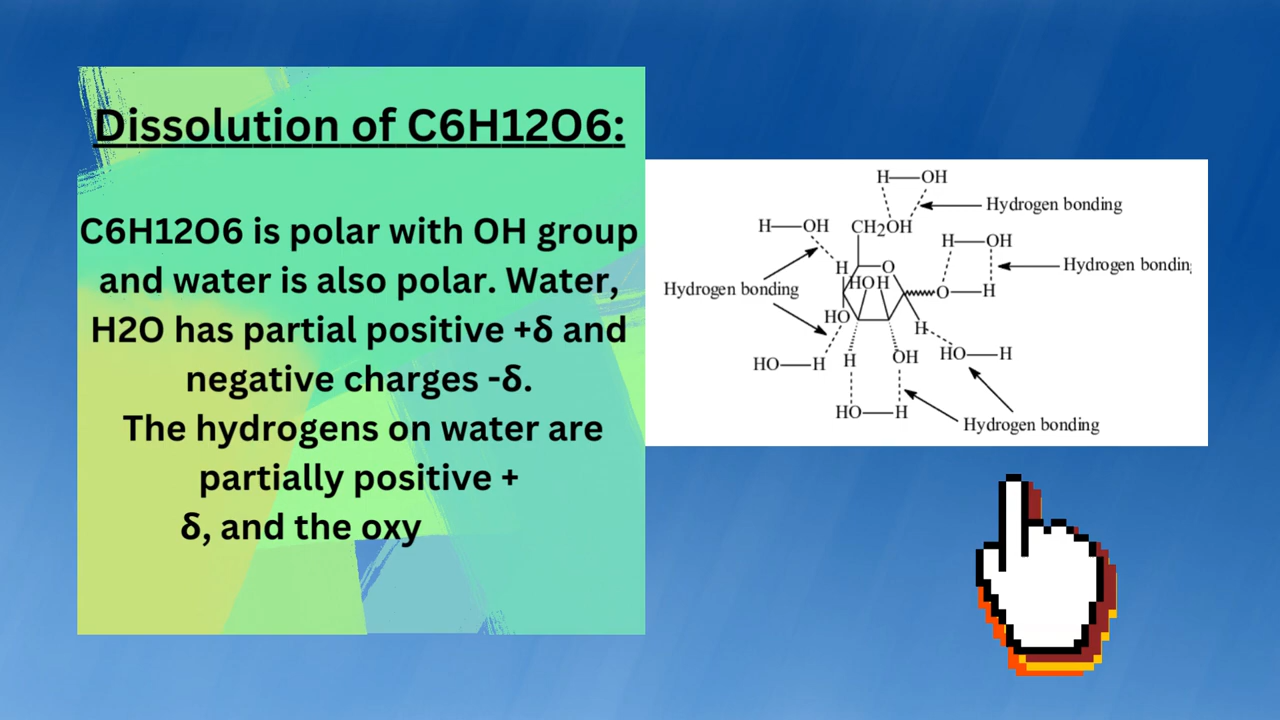 Dissolution of C6H12O6:
C6H12O6 is polar with OH group
and water is also polar. Water,
H2O has partial positive +δ and
negative charges -δ.
The hydrogens on water are
partially positive +
δ, and the oxy
H—OH
Hydrogen bonding
H—OH
CH2OH
H—OH
Hydrogen bondin
H
O
HOH
Hydrogen bonding
O—H
HO
H
HO—H
H
OH
HO—H
HO—H
Hydrogen bonding